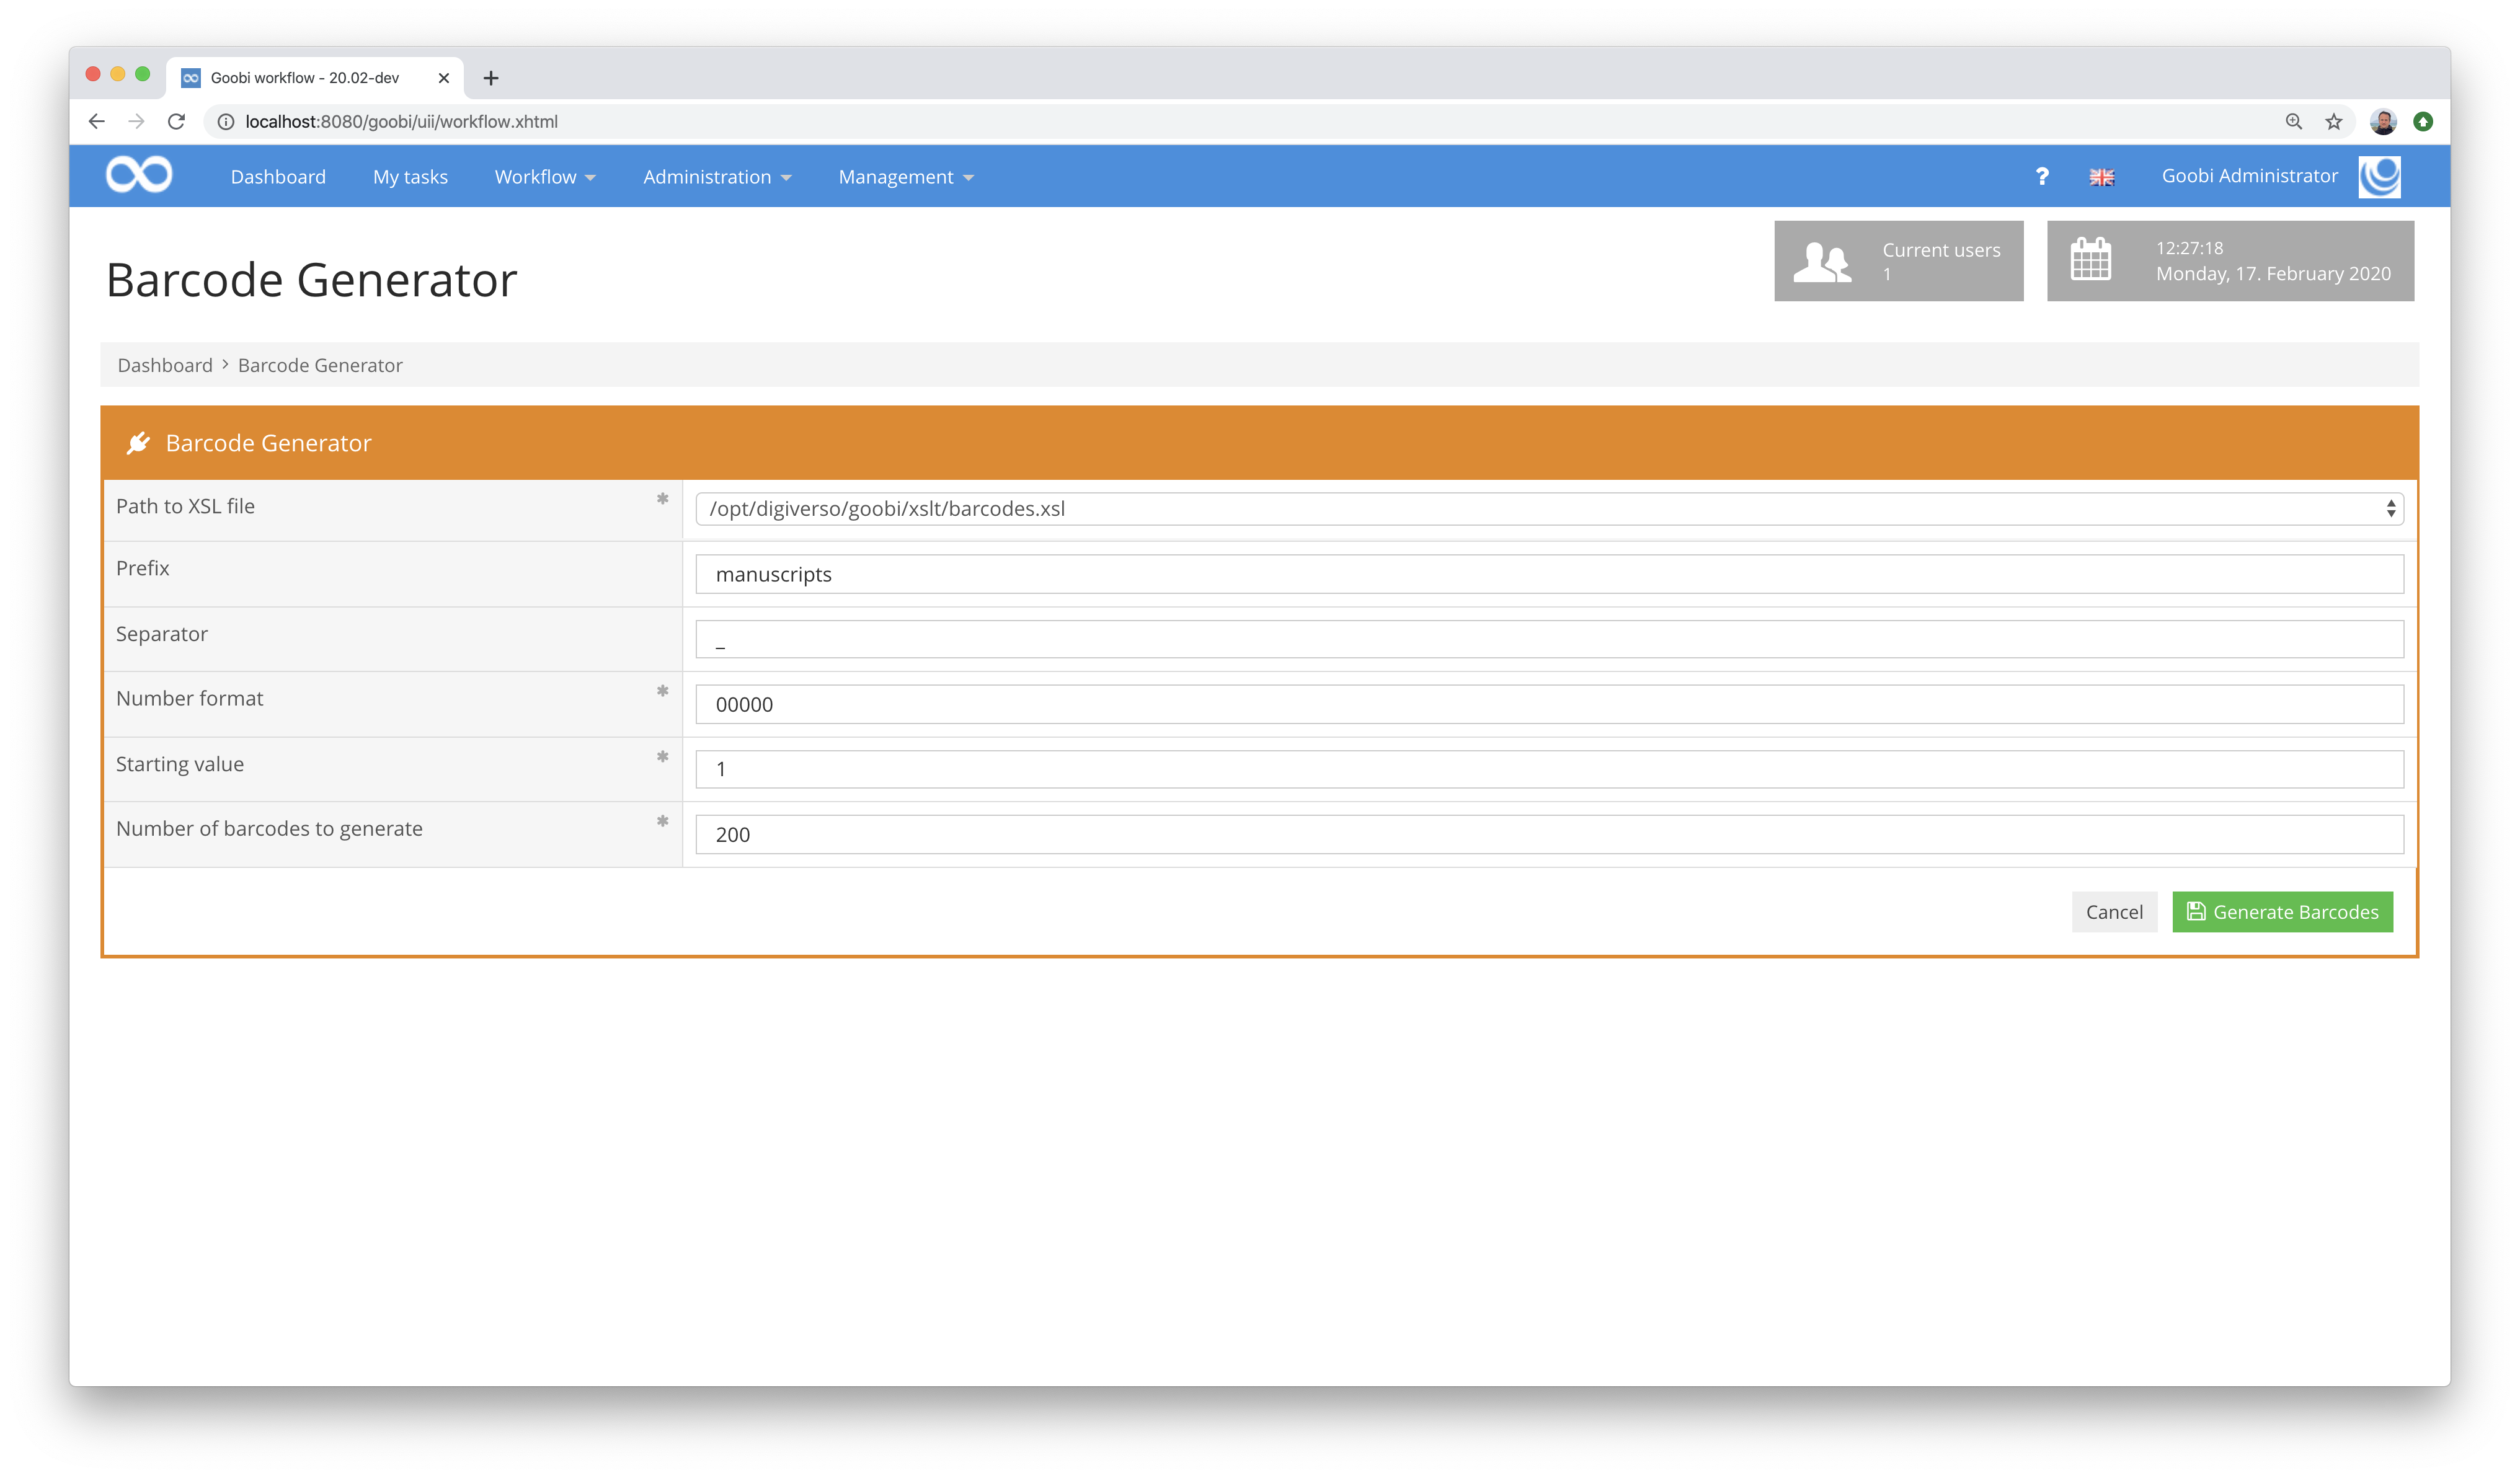 Goobi workflow - 20.02-dev
localhost:8080/goobi/uii/workflow.xhtml
Dashboard My tasks Workflow Administration Management ? Goobi Administrator
Barcode Generator
Current users
1
12:27:18
Monday, 17. February 2020
Dashboard > Barcode Generator
Barcode Generator
Path to XSL file * /opt/digiverso/goobi/xslt/barcodes.xsl
Prefix manuscripts
Separator _
Number format * 00000
Starting value * 1
Number of barcodes to generate * 200
Cancel Generate Barcodes